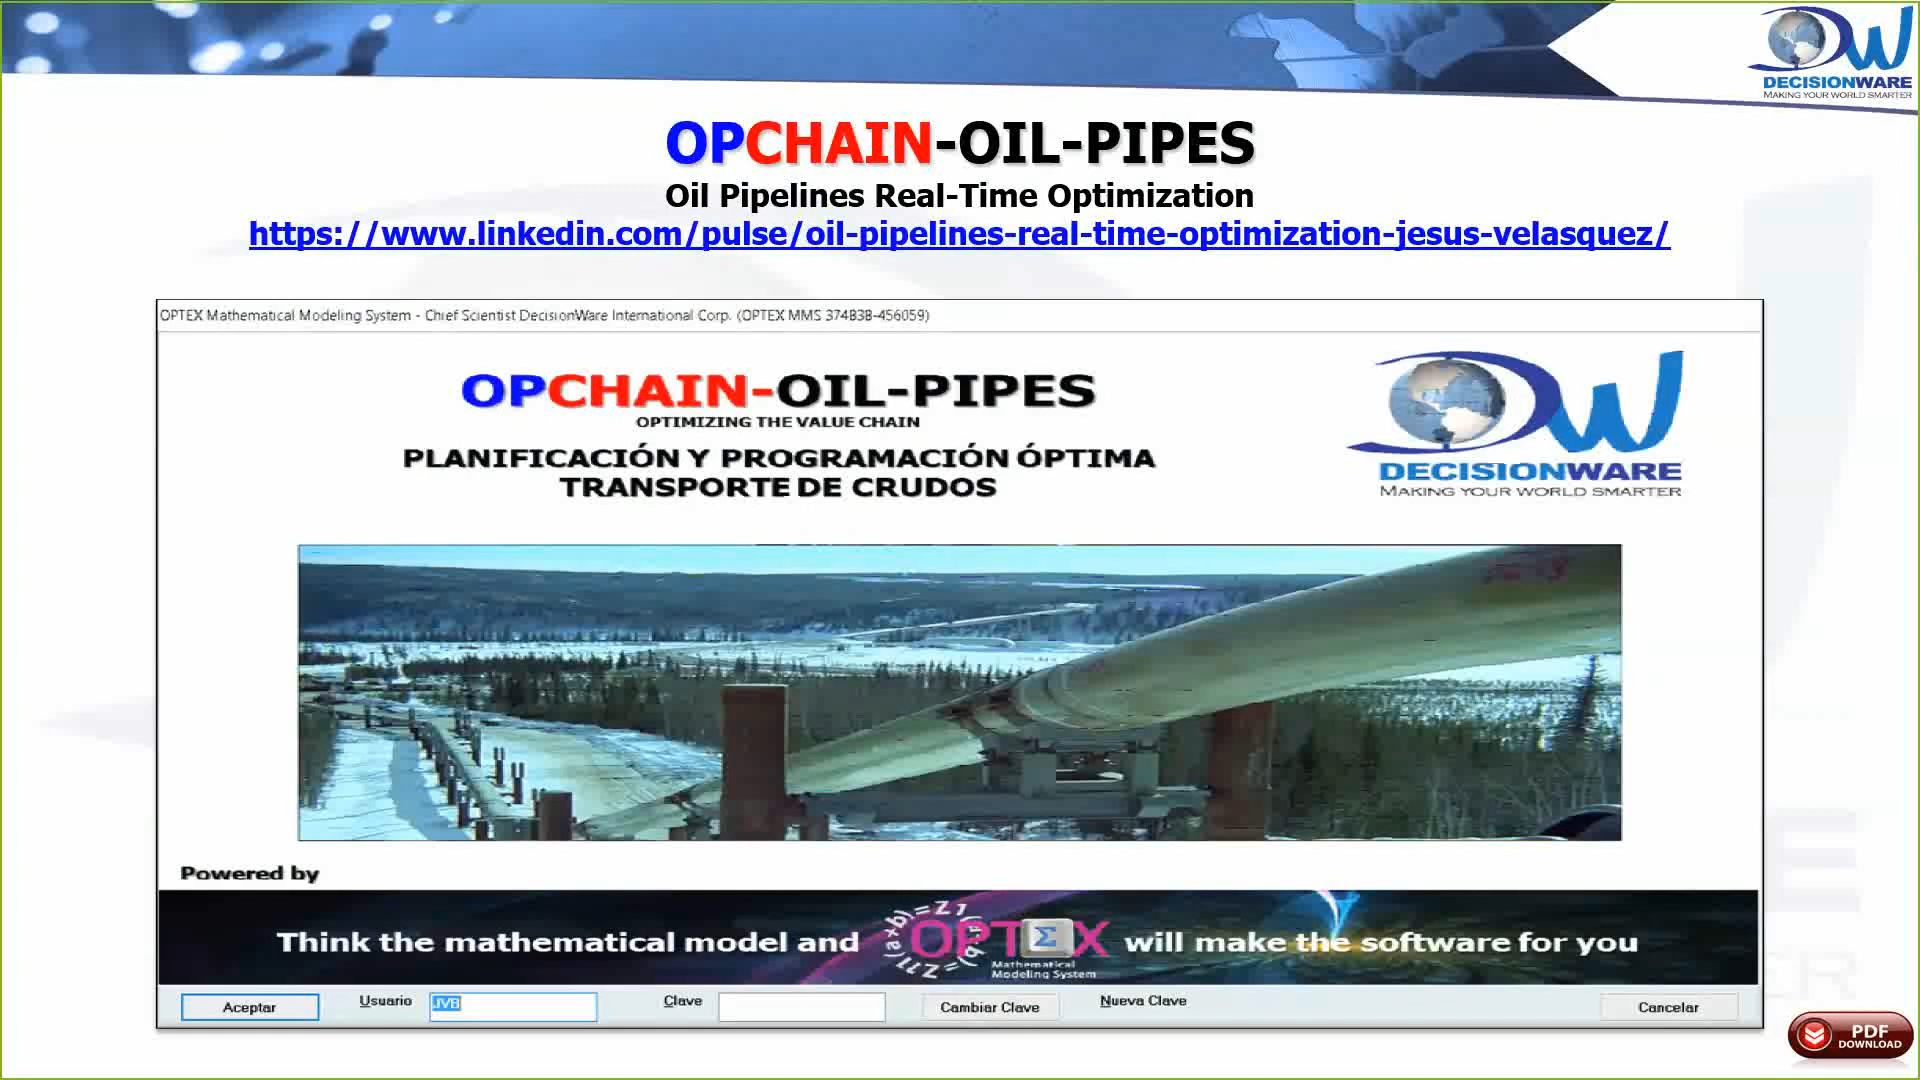 DW
DECISIONWARE
MAKING YOUR WORLD SMARTER
OPCHAIN-OIL-PIPES
Oil Pipelines Real-Time Optimization
https://www.linkedin.com/pulse/oil-pipelines-real-time-optimization-jesus-velasquez/
OPTEX Mathematical Modeling System - Chief Scientist DecisionWare International Corp. (OPTEX MMS 374B3B-456059)
OPCHAIN-OIL-PIPES
OPTIMIZING THE VALUE CHAIN
PLANIFICACIÓN Y PROGRAMACIÓN ÓPTIMA
TRANSPORTE DE CRUDOS
DW
DECISIONWARE
MAKING YOUR WORLD SMARTER
Powered by
Think the mathematical model and OPTEX will make the software for you
Mathematical
Modeling System
Aceptar Usuario JVB Clave Cambiar Clave Nueva Clave Cancelar
PDF
DOWNLOAD